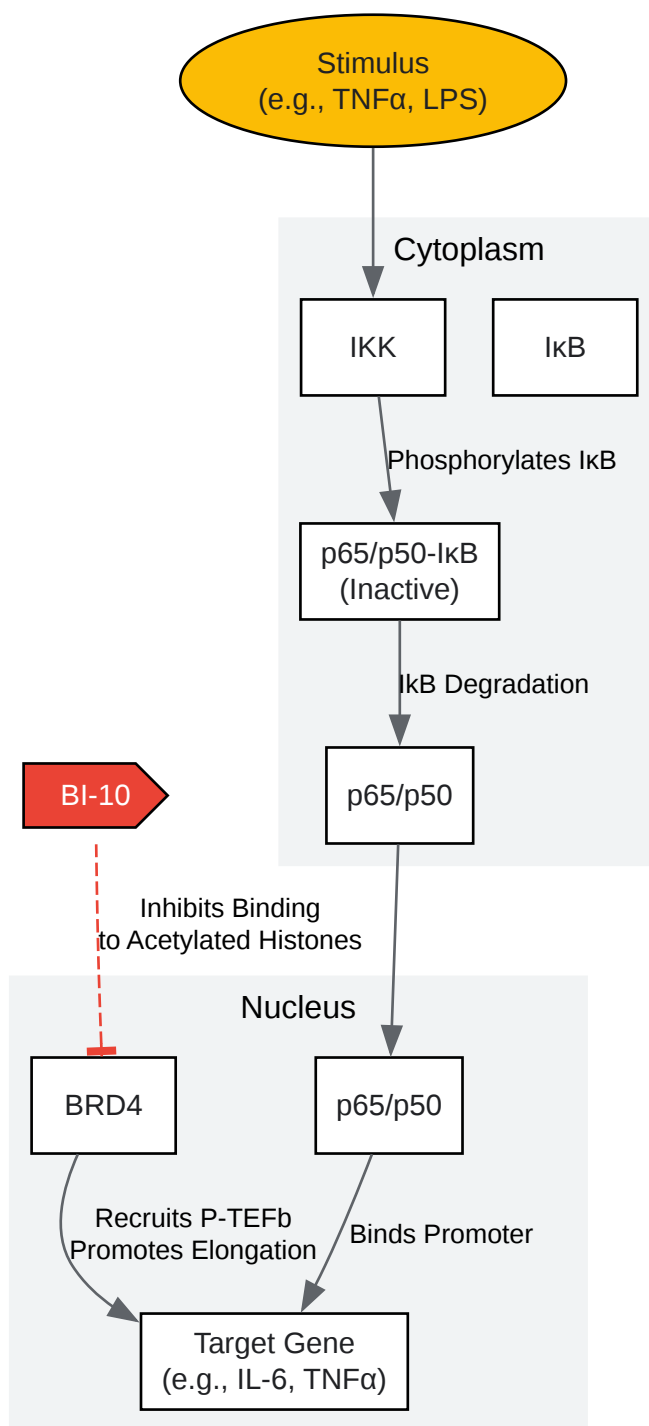 Stimulus
(e.g., TNFα, LPS)
Cytoplasm
IKK
IκB
Phosphorylates IκB
p65/p50-IκB
(Inactive)
IkB Degradation
BI-10
p65/p50
Inhibits Binding
to Acetylated Histones
Nucleus
BRD4
p65/p50
Recruits P-TEFb
Promotes Elongation
Binds Promoter
Target Gene
(e.g., IL-6, TNFα)